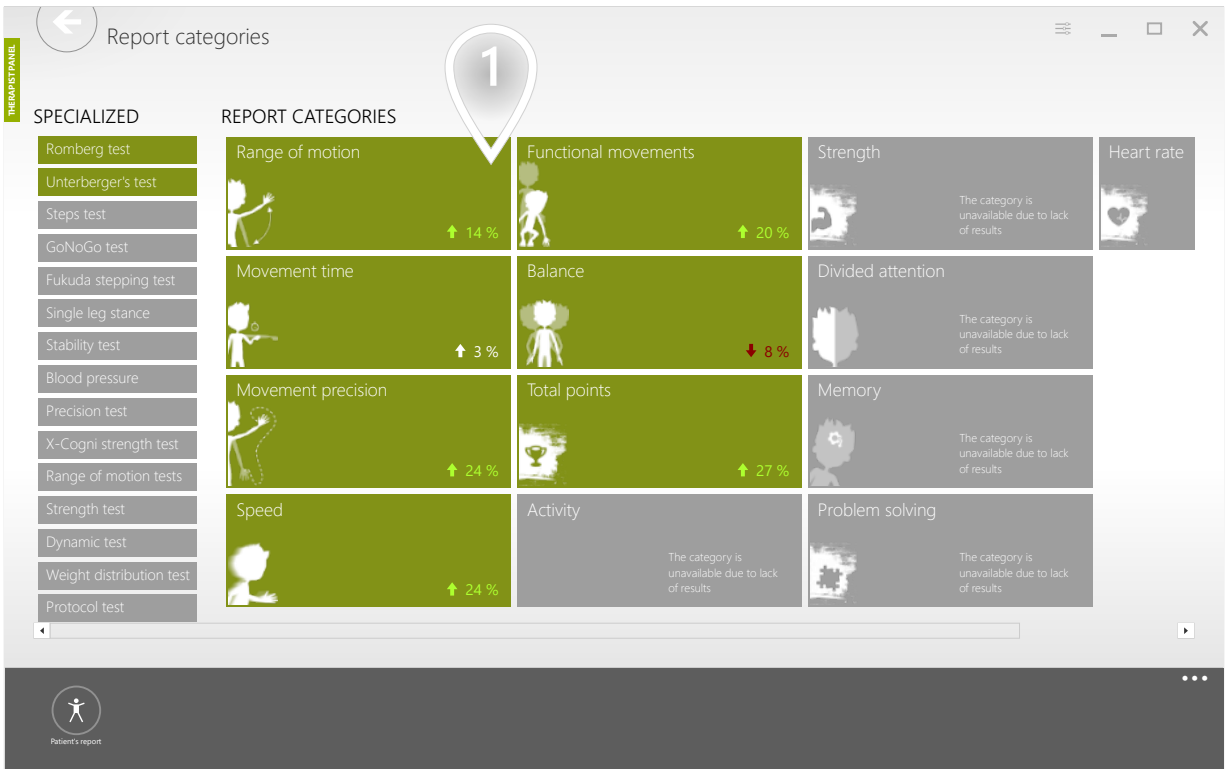 Report categories
THERAPIST PANEL
1
SPECIALIZED
Romberg test
Unterberger's test
Steps test
GoNoGo test
Fukuda stepping test
Single leg stance
Stability test
Blood pressure
Precision test
X-Cogni strength test
Range of motion tests
Strength test
Dynamic test
Weight distribution test
Protocol test
REPORT CATEGORIES
Range of motion
14 %
Movement time
3 %
Movement precision
24 %
Speed
24 %
Functional movements
20 %
Balance
8 %
Total points
27 %
Activity
The category is
unavailable due to lack
of results
Strength
The category is
unavailable due to lack
of results
Divided attention
The category is
unavailable due to lack
of results
Memory
The category is
unavailable due to lack
of results
Problem solving
The category is
unavailable due to lack
of results
Heart rate
Patient's report